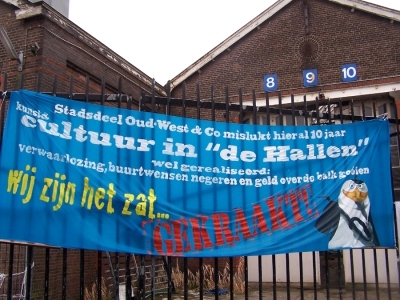 8 9 10
Stadsdeel Oud-West & Co mislukt hier al 10 jaar
kunst &
cultuur in "de Hallen"
wel gerealiseerd:
verwaarlozing, buurtwensen negeren en geld over de balk gooien
wij zijn het zat...
GEKRAAKT!!